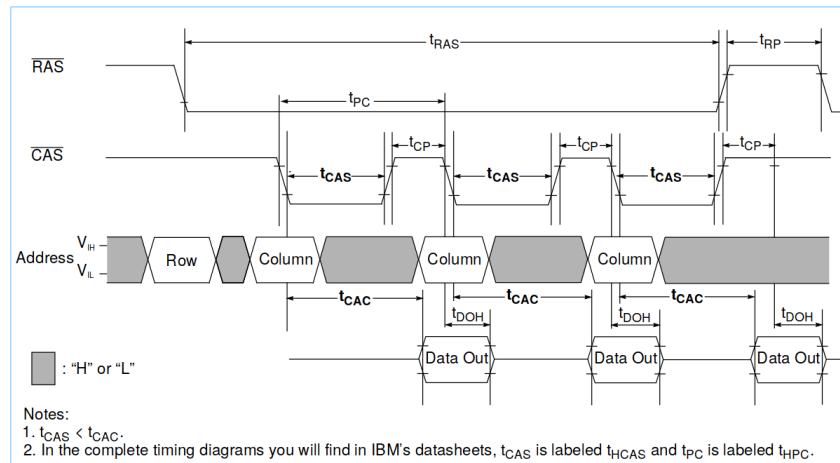 tRAS
tRP
RAS
tPC
CAS
tCP
tCP
tCP
tCAS
tCAS
tCAS
Address
VIH
VIL
Row
Column
Column
Column
tCAC
tCAC
tCAC
tDOH
tDOH
tDOH
Data Out
Data Out
Data Out
: “H” or “L”
Notes:
1. tCAS < tCAC.
2. In the complete timing diagrams you will find in IBM's datasheets, tCAS is labeled tHCAS and tPC is labeled tHPC.